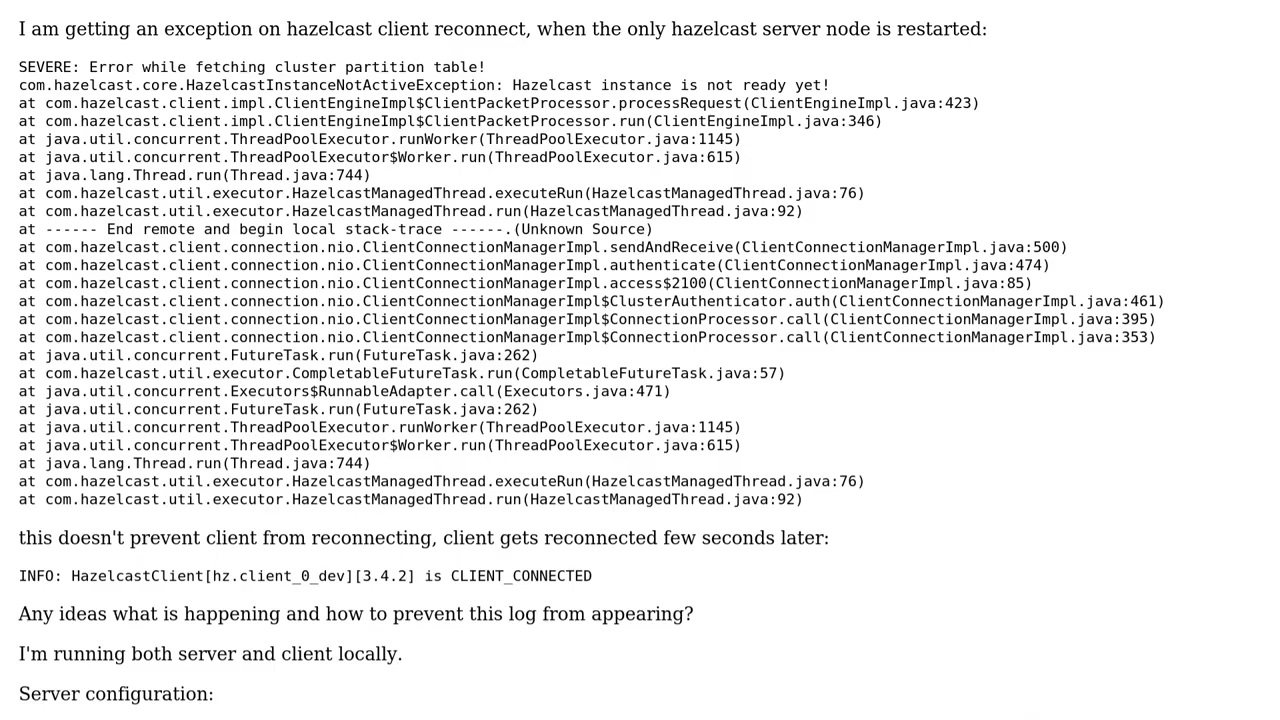 I am getting an exception on hazelcast client reconnect, when the only hazelcast server node is restarted:
SEVERE: Error while fetching cluster partition table!
com.hazelcast.core.HazelcastInstanceNotActiveException: Hazelcast instance is not ready yet!
at com.hazelcast.client.impl.ClientEngineImpl$ClientPacketProcessor.processRequest(ClientEngineImpl.java:423)
at com.hazelcast.client.impl.ClientEngineImpl$ClientPacketProcessor.run(ClientEngineImpl.java:346)
at java.util.concurrent.ThreadPoolExecutor.runWorker(ThreadPoolExecutor.java:1145)
at java.util.concurrent.ThreadPoolExecutor$Worker.run(ThreadPoolExecutor.java:615)
at java.lang.Thread.run(Thread.java:744)
at com.hazelcast.util.executor.HazelcastManagedThread.executeRun(HazelcastManagedThread.java:76)
at com.hazelcast.util.executor.HazelcastManagedThread.run(HazelcastManagedThread.java:92)
at ------ End remote and begin local stack-trace ------.(Unknown Source)
at com.hazelcast.client.connection.nio.ClientConnectionManagerImpl.sendAndReceive(ClientConnectionManagerImpl.java:500)
at com.hazelcast.client.connection.nio.ClientConnectionManagerImpl.authenticate(ClientConnectionManagerImpl.java:474)
at com.hazelcast.client.connection.nio.ClientConnectionManagerImpl.access$2100(ClientConnectionManagerImpl.java:85)
at com.hazelcast.client.connection.nio.ClientConnectionManagerImpl$ClusterAuthenticator.auth(ClientConnectionManagerImpl.java:461)
at com.hazelcast.client.connection.nio.ClientConnectionManagerImpl$ConnectionProcessor.call(ClientConnectionManagerImpl.java:395)
at com.hazelcast.client.connection.nio.ClientConnectionManagerImpl$ConnectionProcessor.call(ClientConnectionManagerImpl.java:353)
at java.util.concurrent.FutureTask.run(FutureTask.java:262)
at com.hazelcast.util.executor.CompletableFutureTask.run(CompletableFutureTask.java:57)
at java.util.concurrent.Executors$RunnableAdapter.call(Executors.java:471)
at java.util.concurrent.FutureTask.run(FutureTask.java:262)
at java.util.concurrent.ThreadPoolExecutor.runWorker(ThreadPoolExecutor.java:1145)
at java.util.concurrent.ThreadPoolExecutor$Worker.run(ThreadPoolExecutor.java:615)
at java.lang.Thread.run(Thread.java:744)
at com.hazelcast.util.executor.HazelcastManagedThread.executeRun(HazelcastManagedThread.java:76)
at com.hazelcast.util.executor.HazelcastManagedThread.run(HazelcastManagedThread.java:92)
this doesn't prevent client from reconnecting, client gets reconnected few seconds later:
INFO: HazelcastClient[hz.client_0_dev][3.4.2] is CLIENT_CONNECTED
Any ideas what is happening and how to prevent this log from appearing?
I'm running both server and client locally.
Server configuration: